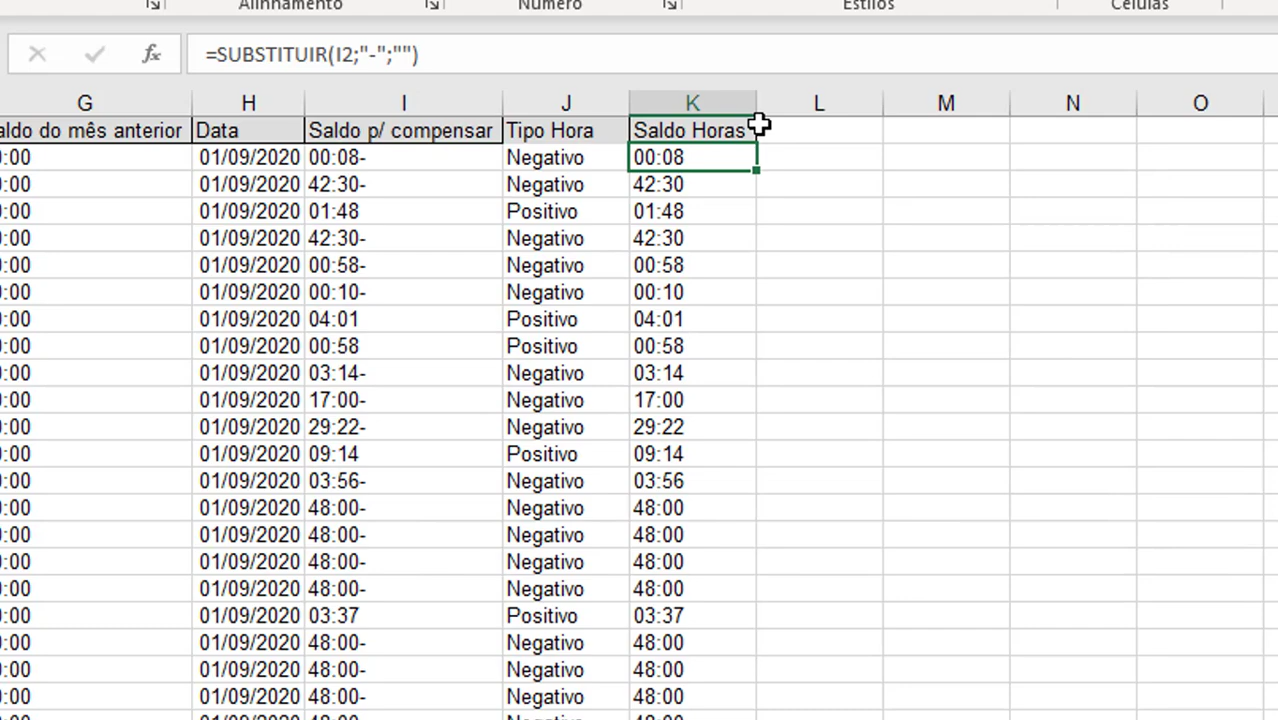 Alinhamento Número Estilos Células
fx =SUBSTITUIR(I2;"-";"")
G H I J K L M N O
aldo do mês anterior Data Saldo p/ compensar Tipo Hora Saldo Horas
0:00 01/09/2020 00:08- Negativo 00:08
0:00 01/09/2020 42:30- Negativo 42:30
0:00 01/09/2020 01:48 Positivo 01:48
0:00 01/09/2020 42:30- Negativo 42:30
0:00 01/09/2020 00:58- Negativo 00:58
0:00 01/09/2020 00:10- Negativo 00:10
0:00 01/09/2020 04:01 Positivo 04:01
0:00 01/09/2020 00:58 Positivo 00:58
0:00 01/09/2020 03:14- Negativo 03:14
0:00 01/09/2020 17:00- Negativo 17:00
0:00 01/09/2020 29:22- Negativo 29:22
0:00 01/09/2020 09:14 Positivo 09:14
0:00 01/09/2020 03:56- Negativo 03:56
0:00 01/09/2020 48:00- Negativo 48:00
0:00 01/09/2020 48:00- Negativo 48:00
0:00 01/09/2020 48:00- Negativo 48:00
0:00 01/09/2020 48:00- Negativo 48:00
0:00 01/09/2020 03:37 Positivo 03:37
0:00 01/09/2020 48:00- Negativo 48:00
0:00 01/09/2020 48:00- Negativo 48:00
0:00 01/09/2020 48:00- Negativo 48:00